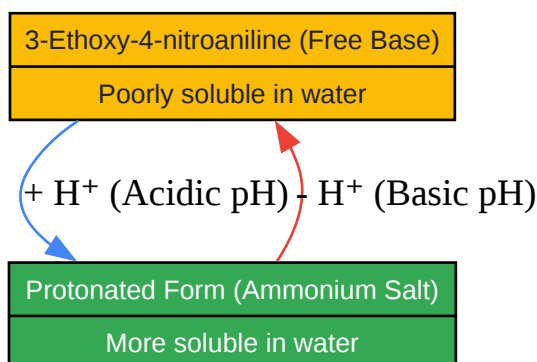 3-Ethoxy-4-nitroaniline (Free Base)
Poorly soluble in water
+ H⁺ (Acidic pH)
- H⁺ (Basic pH)
Protonated Form (Ammonium Salt)
More soluble in water